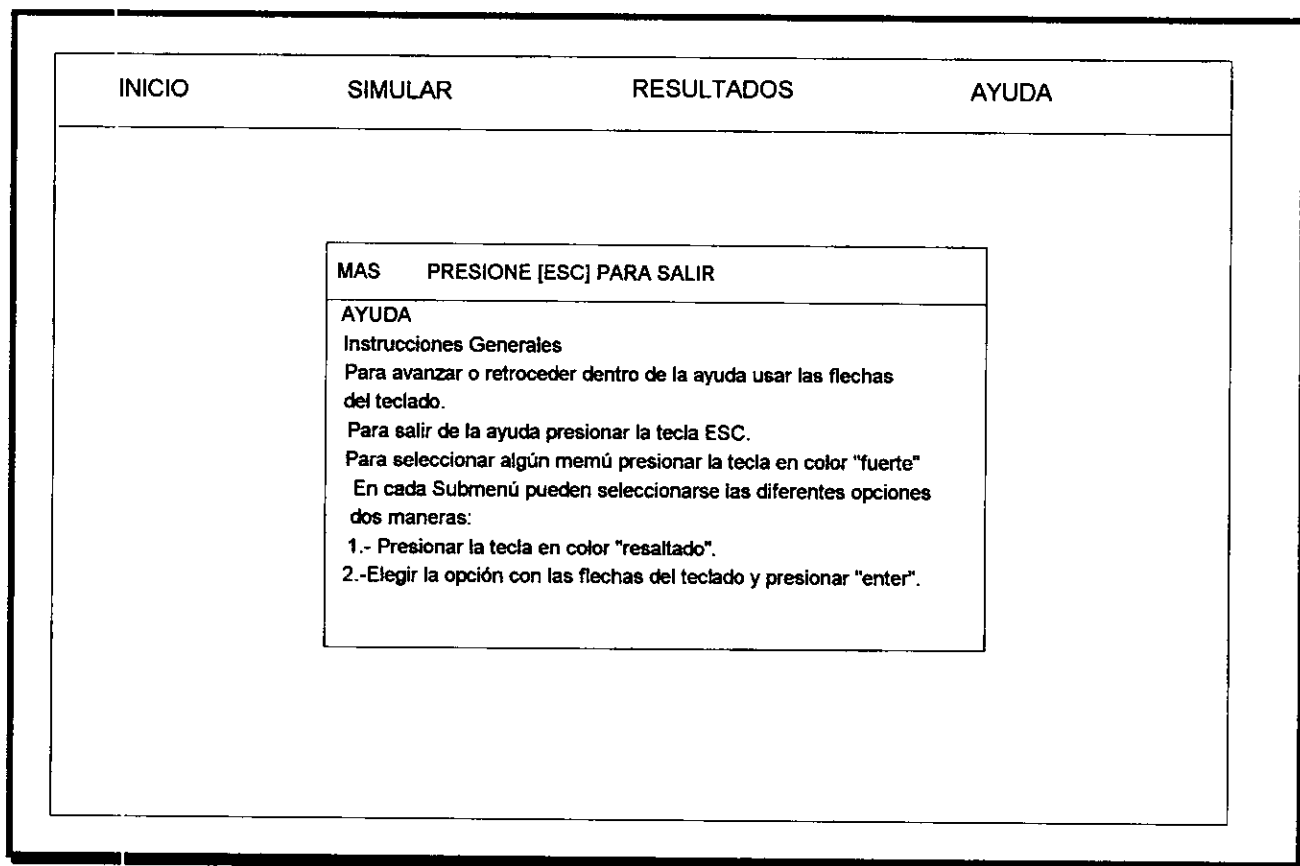 INICIO SIMULAR RESULTADOS AYUDA
MAS PRESIONE [ESC] PARA SALIR
AYUDA
Instrucciones Generales
Para avanzar o retroceder dentro de la ayuda usar las flechas
del teclado.
Para salir de la ayuda presionar la tecla ESC.
Para seleccionar algún memú presionar la tecla en color "fuerte"
En cada Submenú pueden seleccionarse las diferentes opciones
dos maneras:
1.- Presionar la tecla en color "resaltado".
2.-Elegir la opción con las flechas del teclado y presionar "enter".